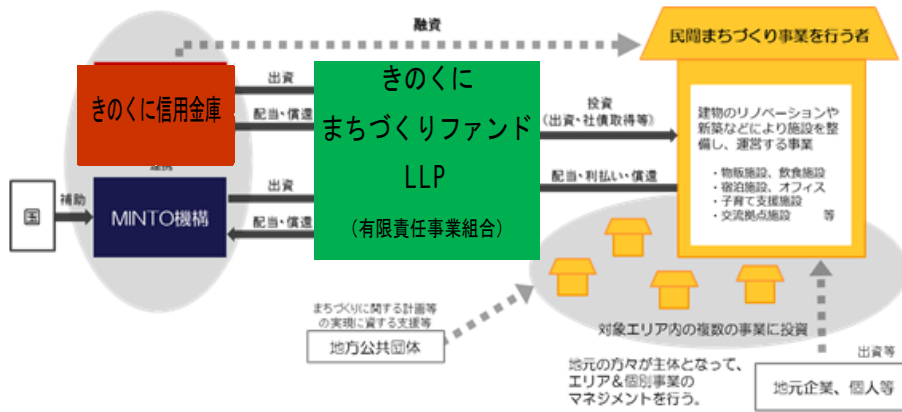 融資
民間まちづくり事業を行う者
きのくに信用金庫
出資
配当・償還
きのくに
まちづくりファンド
LLP
(有限責任事業組合)
投資
(出資・社債取得等)
建物のリノベーションや
新築などにより施設を整
備し、運営する事業
・物販施設、飲食施設
・宿泊施設、オフィス
・子育て支援施設
・交流拠点施設 等
国
補助
MINTO機構
出資
配当・償還
配当・利払い・償還
まちづくりに関する計画等
の実現に資する支援等
地方公共団体
対象エリア内の複数の事業に投資
地元の方々が主体となって、
エリア&個別事業の
マネジメントを行う。
出資等
地元企業、個人等